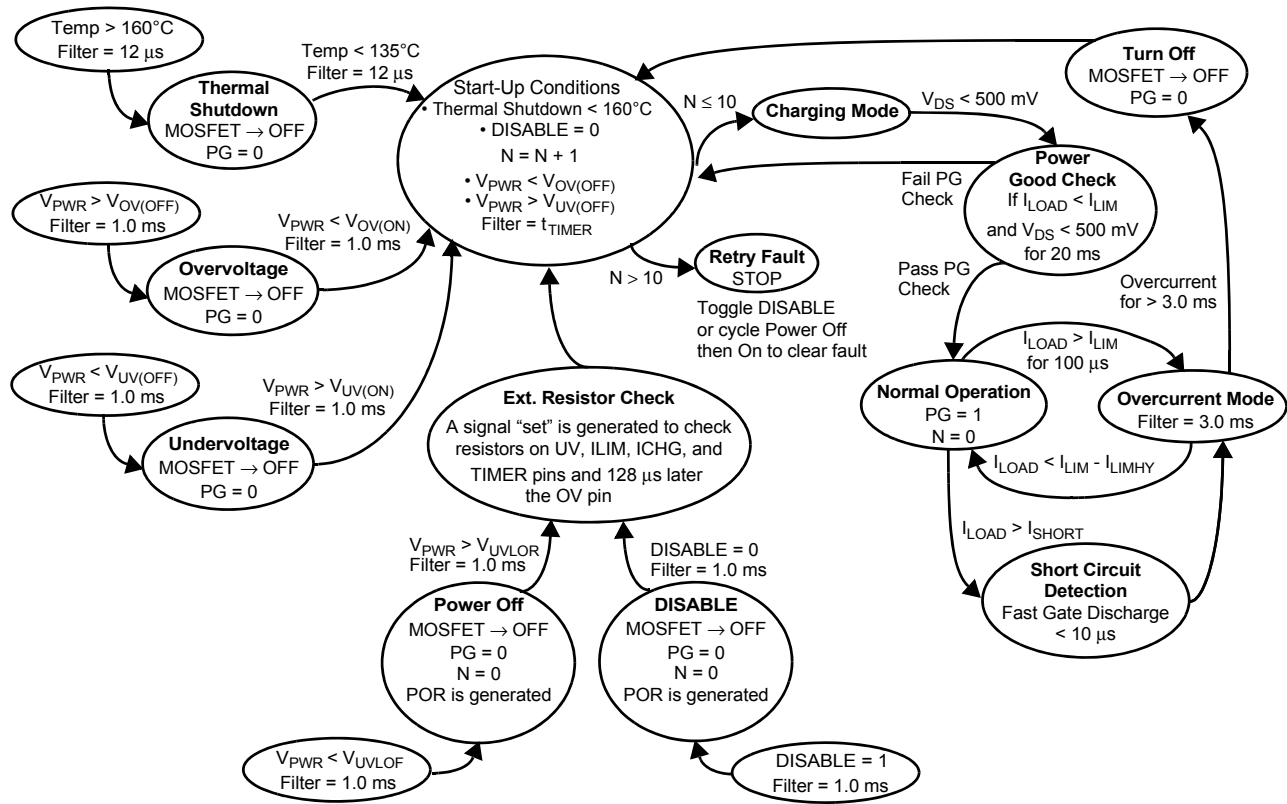 Temp > 160°C
Filter = 12 μs
Thermal
Shutdown
MOSFET → OFF
PG = 0
Temp < 135°C
Filter = 12 μs
V_PWR > V_OV(OFF)
Filter = 1.0 ms
Overvoltage
MOSFET → OFF
PG = 0
V_PWR < V_OV(ON)
Filter = 1.0 ms
V_PWR < V_UV(OFF)
Filter = 1.0 ms
Undervoltage
MOSFET → OFF
PG = 0
V_PWR > V_UV(ON)
Filter = 1.0 ms
Start-Up Conditions
• Thermal Shutdown < 160°C
• DISABLE = 0
N = N + 1
• V_PWR < V_OV(OFF)
• V_PWR > V_UV(OFF)
Filter = t_TIMER
N ≤ 10
Charging Mode
V_DS < 500 mV
Turn Off
MOSFET → OFF
PG = 0
Power
Good Check
If I_LOAD < I_LIM
and V_DS < 500 mV
for 20 ms
Fail PG
Check
N > 10
Retry Fault
STOP
Toggle DISABLE
or cycle Power Off
then On to clear fault
Pass PG
Check
Overcurrent
for > 3.0 ms
I_LOAD > I_LIM
for 100 μs
Normal Operation
PG = 1
N = 0
Overcurrent Mode
Filter = 3.0 ms
I_LOAD < I_LIM - I_LIMHY
I_LOAD > I_SHORT
Short Circuit
Detection
Fast Gate Discharge
< 10 μs
Ext. Resistor Check
A signal “set” is generated to check
resistors on UV, ILIM, ICHG, and
TIMER pins and 128 μs later
the OV pin
V_PWR > V_UVLOR
Filter = 1.0 ms
DISABLE = 0
Filter = 1.0 ms
Power Off
MOSFET → OFF
PG = 0
N = 0
POR is generated
DISABLE
MOSFET → OFF
PG = 0
N = 0
POR is generated
V_PWR < V_UVLOF
Filter = 1.0 ms
DISABLE = 1
Filter = 1.0 ms